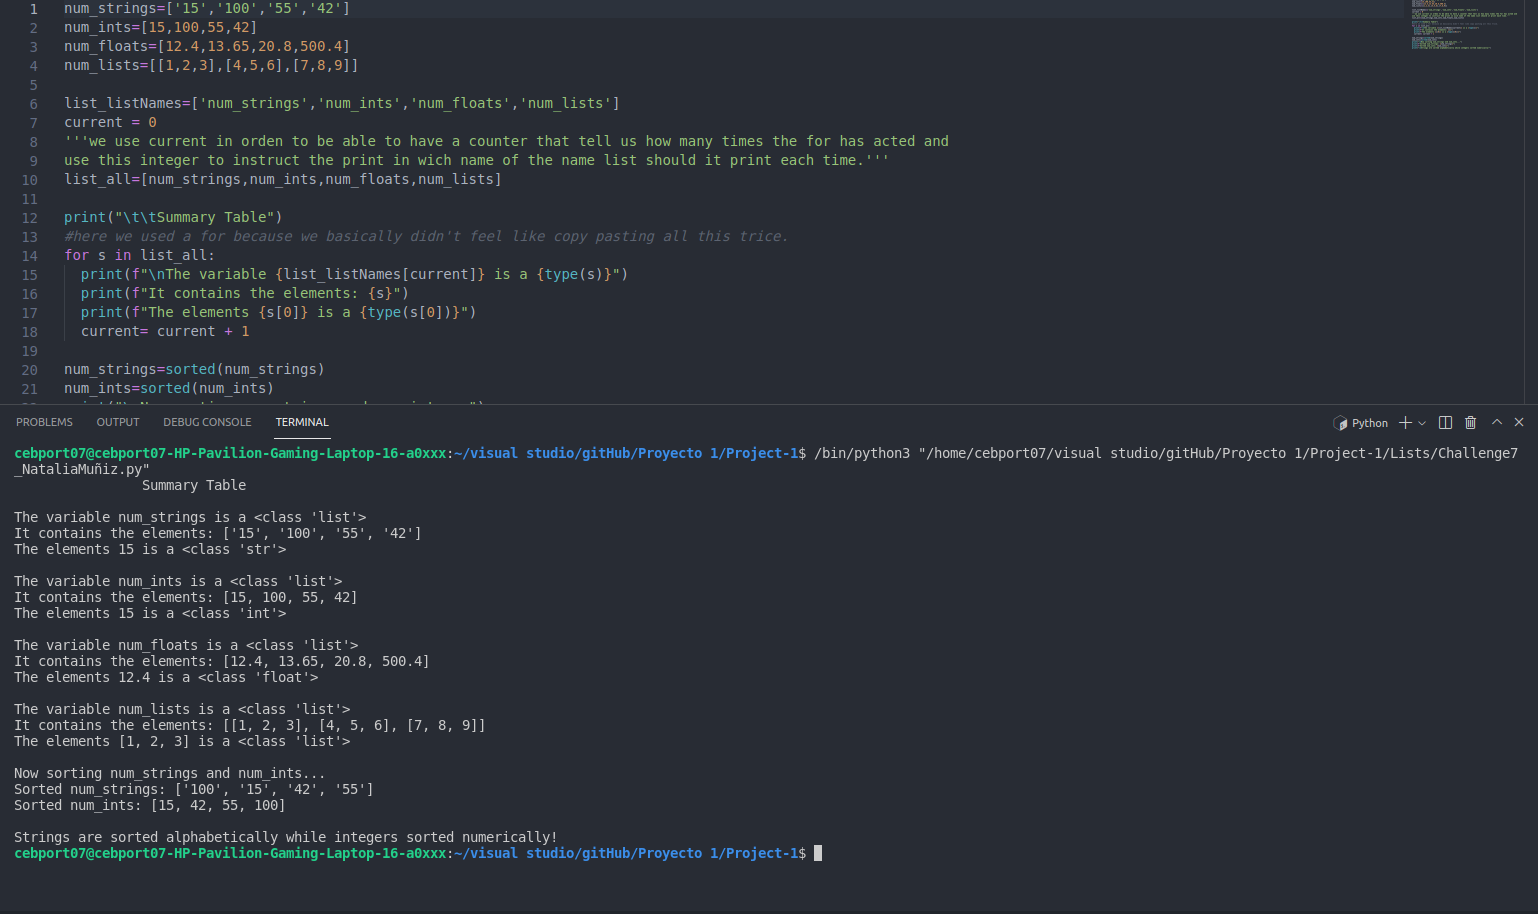 1 num_strings=['15','100','55','42']
2 num_ints=[15,100,55,42]
3 num_floats=[12.4,13.65,20.8,500.4]
4 num_lists=[[1,2,3],[4,5,6],[7,8,9]]
5
6 list_listNames=['num_strings','num_ints','num_floats','num_lists']
7 current = 0
8 '''we use current in orden to be able to have a counter that tell us how many times the for has acted and
9 use this integer to instruct the print in wich name of the name list should it print each time.'''
10 list_all=[num_strings,num_ints,num_floats,num_lists]
11
12 print("\t\tSummary Table")
13 #here we used a for because we basically didn't feel like copy pasting all this trice.
14 for s in list_all:
15   print(f"\nThe variable {list_listNames[current]} is a {type(s)}")
16   print(f"It contains the elements: {s}")
17   print(f"The elements {s[0]} is a {type(s[0])}")
18   current= current + 1
19
20 num_strings=sorted(num_strings)
21 num_ints=sorted(num_ints)
PROBLEMS OUTPUT DEBUG CONSOLE TERMINAL Python
cebport07@cebport07-HP-Pavilion-Gaming-Laptop-16-a0xxx:~/visual studio/gitHub/Proyecto 1/Project-1$ /bin/python3 "/home/cebport07/visual studio/gitHub/Proyecto 1/Project-1/Lists/Challenge7
_NataliaMuñiz.py"
Summary Table

The variable num_strings is a <class 'list'>
It contains the elements: ['15', '100', '55', '42']
The elements 15 is a <class 'str'>

The variable num_ints is a <class 'list'>
It contains the elements: [15, 100, 55, 42]
The elements 15 is a <class 'int'>

The variable num_floats is a <class 'list'>
It contains the elements: [12.4, 13.65, 20.8, 500.4]
The elements 12.4 is a <class 'float'>

The variable num_lists is a <class 'list'>
It contains the elements: [[1, 2, 3], [4, 5, 6], [7, 8, 9]]
The elements [1, 2, 3] is a <class 'list'>

Now sorting num_strings and num_ints...
Sorted num_strings: ['100', '15', '42', '55']
Sorted num_ints: [15, 42, 55, 100]

Strings are sorted alphabetically while integers sorted numerically!
cebport07@cebport07-HP-Pavilion-Gaming-Laptop-16-a0xxx:~/visual studio/gitHub/Proyecto 1/Project-1$